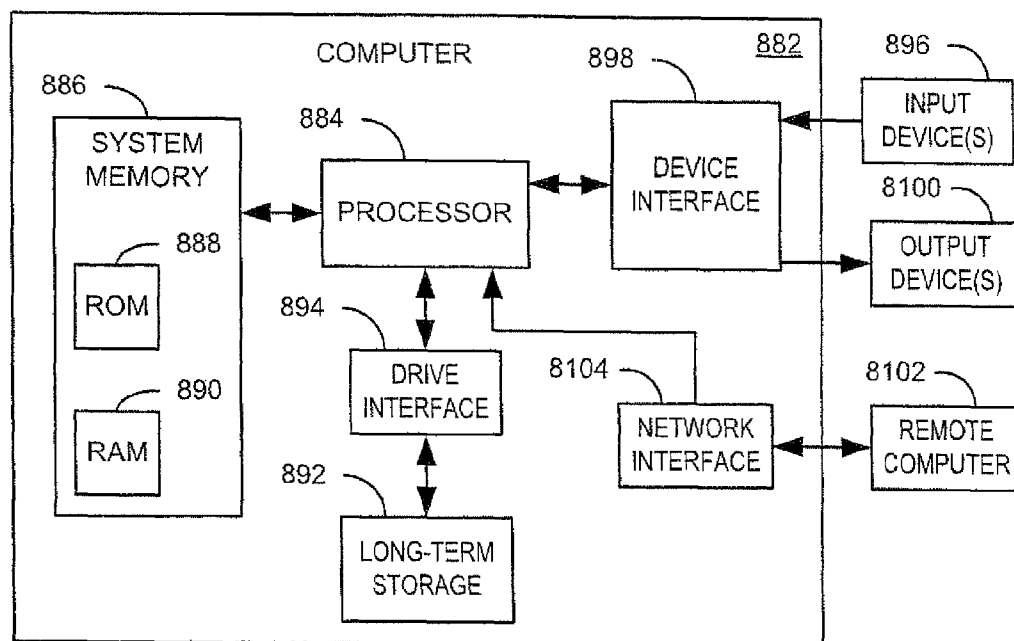 COMPUTER
882
896
INPUT
DEVICE(S)
886
SYSTEM
MEMORY
884
PROCESSOR
898
DEVICE
INTERFACE
8100
OUTPUT
DEVICE(S)
888
ROM
890
RAM
894
DRIVE
INTERFACE
892
LONG-TERM
STORAGE
8104
NETWORK
INTERFACE
8102
REMOTE
COMPUTER